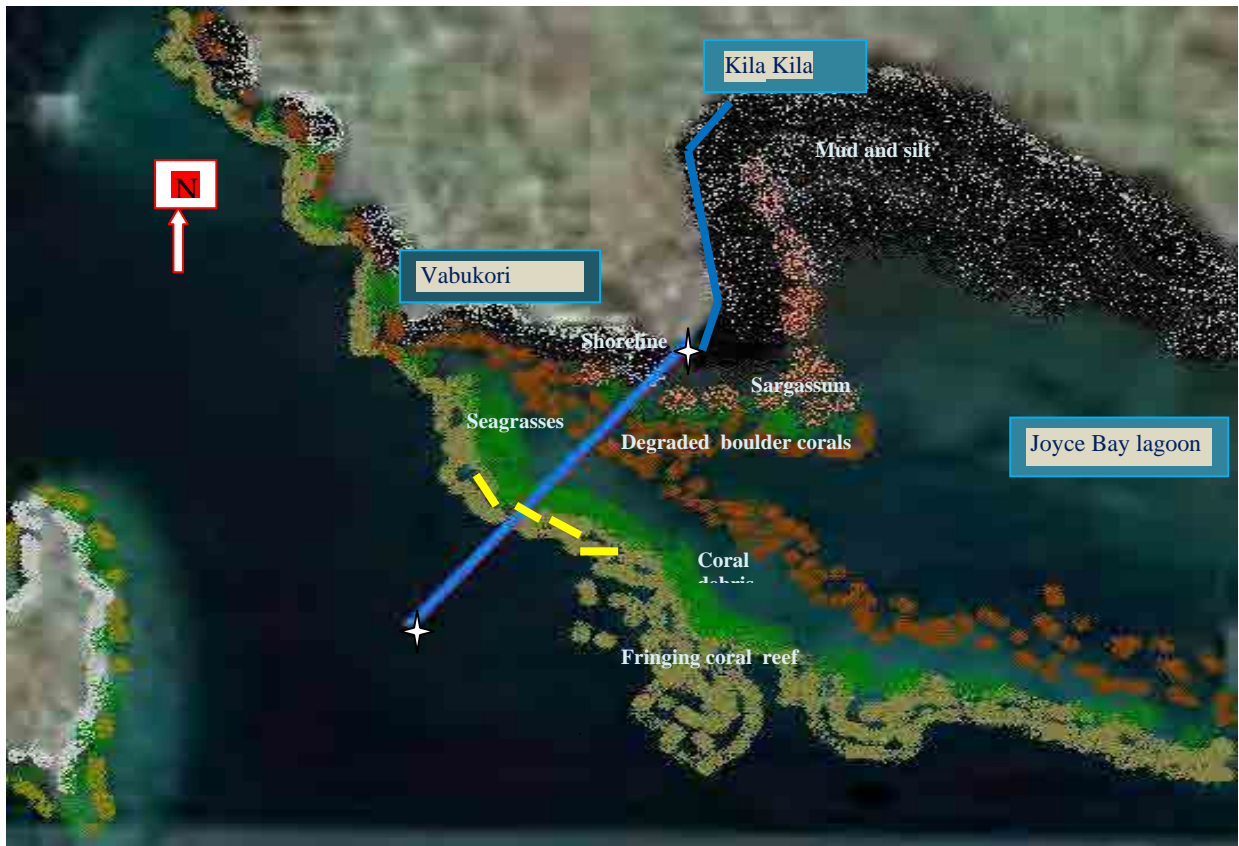 Kila Kila
Mud and silt
N
Vabukori
Shoreline
Sargassum
Seagrasses
Degraded boulder corals
Joyce Bay lagoon
Coral
debris
Fringing coral reef